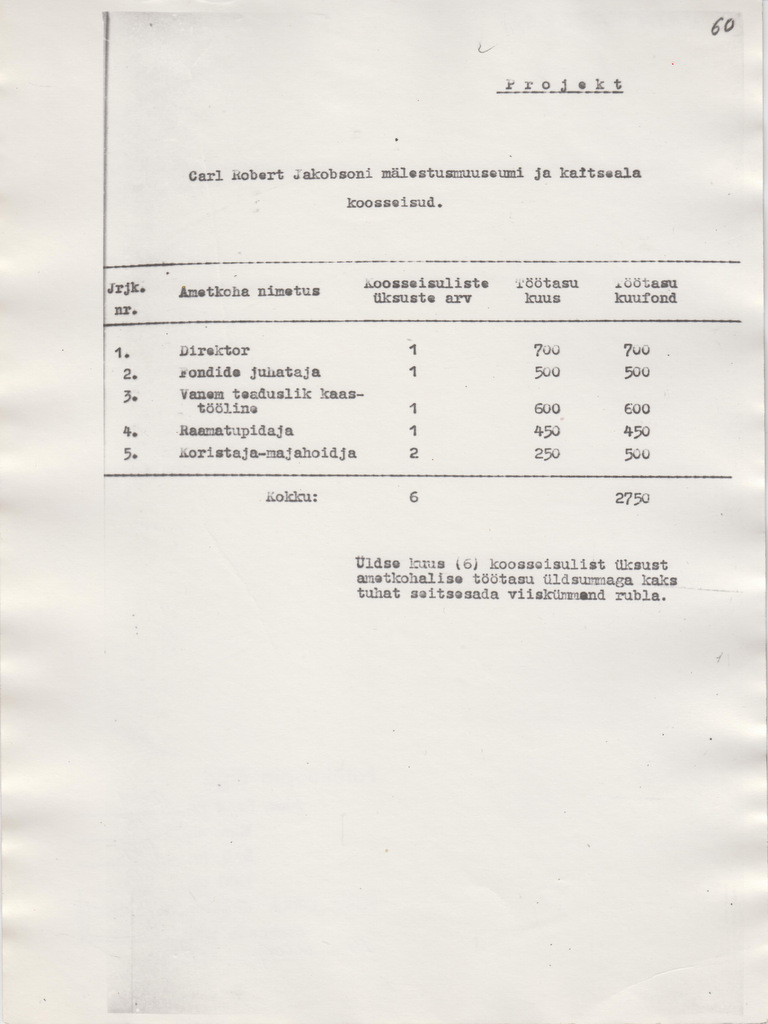 60
Projekt
Carl Robert Jakobsoni mälestusmuuseumi ja kaitseala
koosseisud.
Jrjk. nr. Ametkoha nimetus Koosseisuliste üksuste arv Töötasu kuus Töötasu kuufond
1. Direktor 1 700 700
2. Fondide juhataja 1 500 500
3. Vanem teaduslik kaas-
tööline 1 600 600
4. Raamatupidaja 1 450 450
5. Koristaja-majahoidja 2 250 500
Kokku: 6 2750
Üldse kuus (6) koosseisulist üksust
ametkohalise töötasu üldsummaga kaks
tuhat seitsesada viiskümmend rubla.